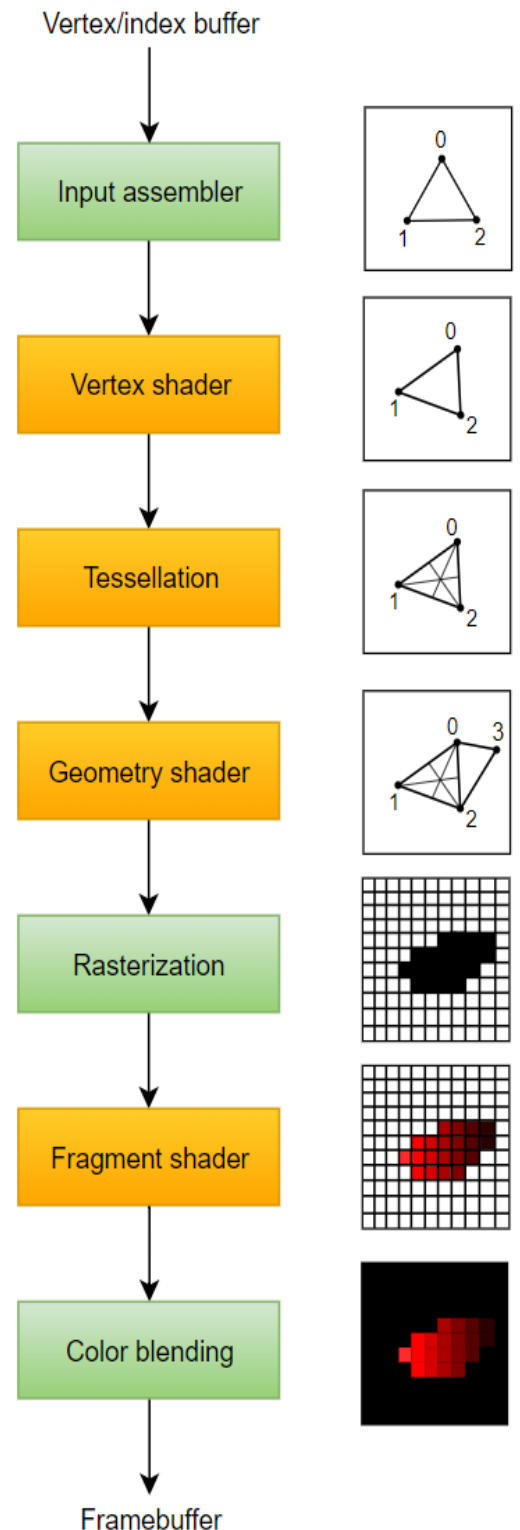 Vertex/index buffer
Input assembler
0
1
2
Vertex shader
0
1
2
Tessellation
0
1
2
Geometry shader
0
3
1
2
Rasterization
Fragment shader
Color blending
Framebuffer